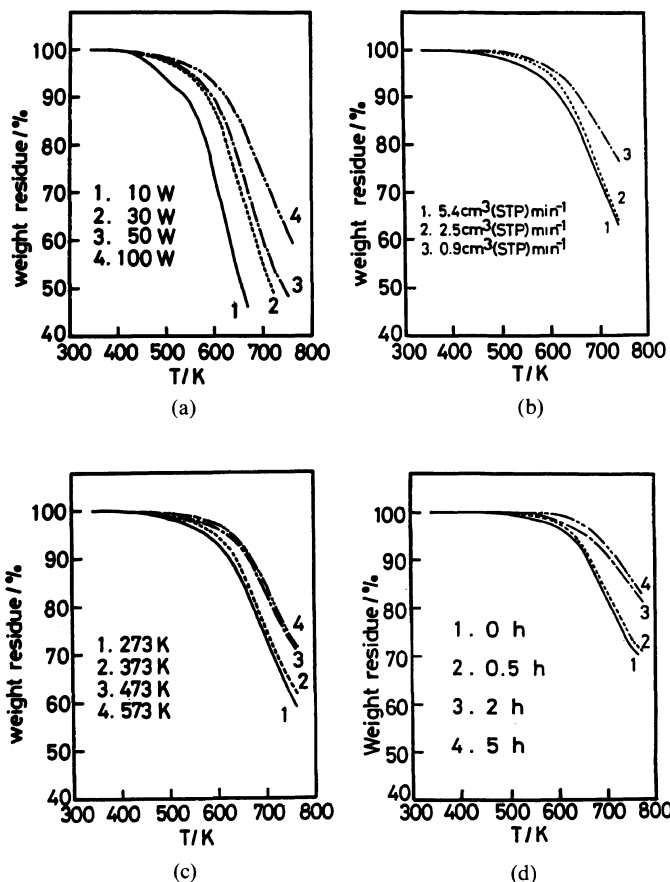 100
90
80
70
60
50
40
weight residue/%
1. 10 W
2. 30 W
3. 50 W
4. 100 W
1
2
3
4
300 400 500 600 700 800
T/K
(a)
100
90
80
70
60
50
40
weight residue/%
1. 5.4 cm³(STP) min⁻¹
2. 2.5 cm³(STP) min⁻¹
3. 0.9 cm³(STP) min⁻¹
3
2
1
300 400 500 600 700 800
T/K
(b)
100
90
80
70
60
50
40
weight residue/%
1. 273 K
2. 373 K
3. 473 K
4. 573 K
4
3
2
1
300 400 500 600 700 800
T/K
(c)
100
90
80
70
60
50
40
Weight residue/%
1. 0 h
2. 0.5 h
3. 2 h
4. 5 h
4
3
2
1
300 400 500 600 700 800
T/K
(d)